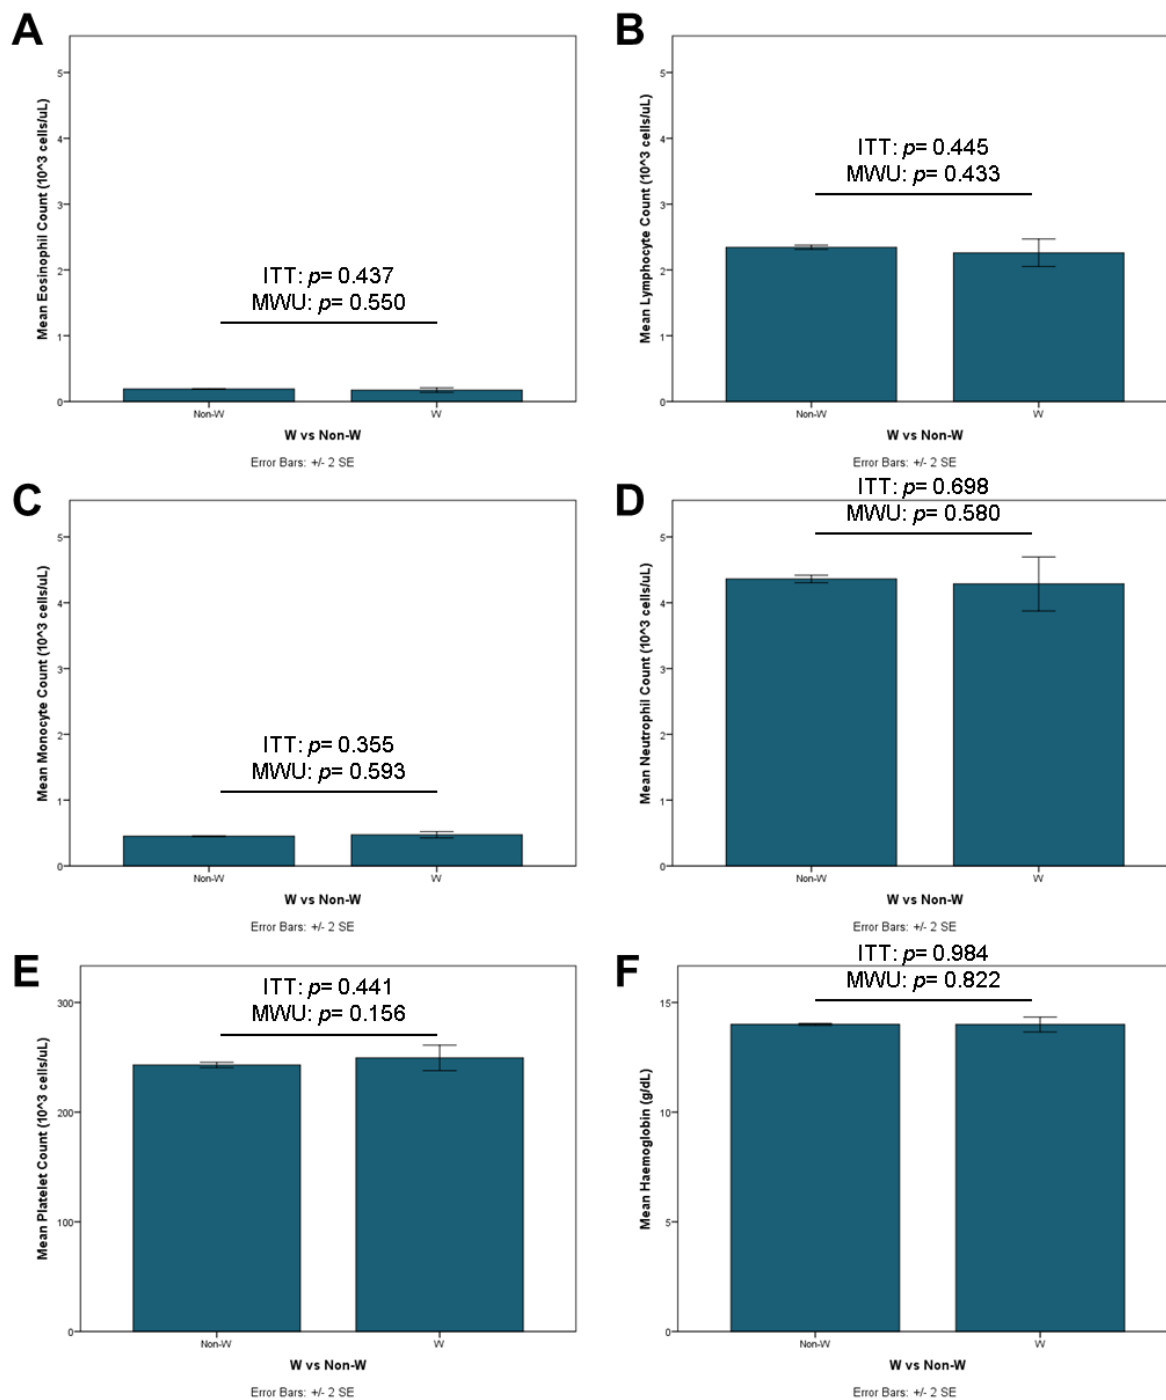 A
Mean Eosinophil Count (10^3 cells/uL)
5
4
3
2
1
0
ITT: p= 0.437
MWU: p= 0.550
Non-W
W
W vs Non-W
Error Bars: +/- 2 SE
B
Mean Lymphocyte Count (10^3 cells/uL)
5
4
3
2
1
0
ITT: p= 0.445
MWU: p= 0.433
Non-W
W
W vs Non-W
Error Bars: +/- 2 SE
C
Mean Monocyte Count (10^3 cells/uL)
5
4
3
2
1
0
ITT: p= 0.355
MWU: p= 0.593
Non-W
W
W vs Non-W
Error Bars: +/- 2 SE
D
Mean Neutrophil Count (10^3 cells/uL)
5
4
3
2
1
0
ITT: p= 0.698
MWU: p= 0.580
Non-W
W
W vs Non-W
Error Bars: +/- 2 SE
E
Mean Platelet Count (10^3 cells/uL)
300
200
100
0
ITT: p= 0.441
MWU: p= 0.156
Non-W
W
W vs Non-W
Error Bars: +/- 2 SE
F
Mean Haemoglobin (g/dL)
15
10
5
0
ITT: p= 0.984
MWU: p= 0.822
Non-W
W
W vs Non-W
Error Bars: +/- 2 SE